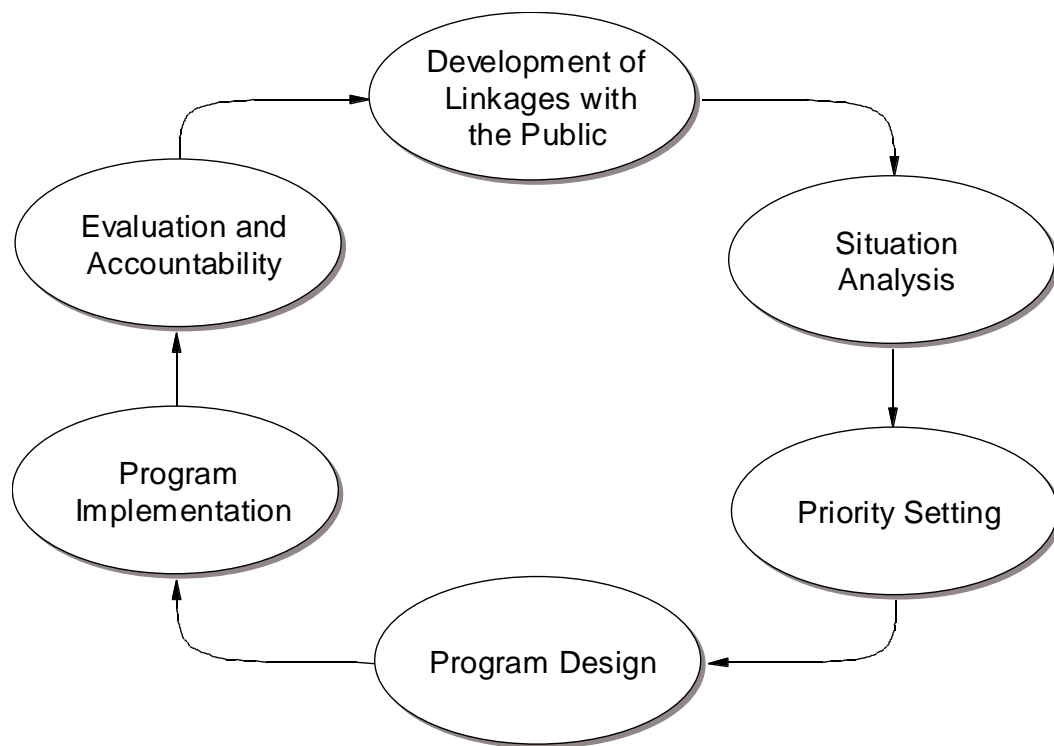 Development of
Linkages with
the Public
Situation
Analysis
Priority Setting
Program Design
Program
Implementation
Evaluation and
Accountability